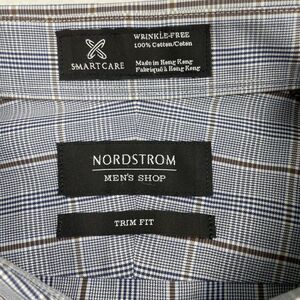 WRINKLE-FREE
100% Cotton/Coton
SMARTCARE
Made in Hong Kong
Fabriqué à Hong Kong
NORDSTROM
MEN'S SHOP
TRIM FIT